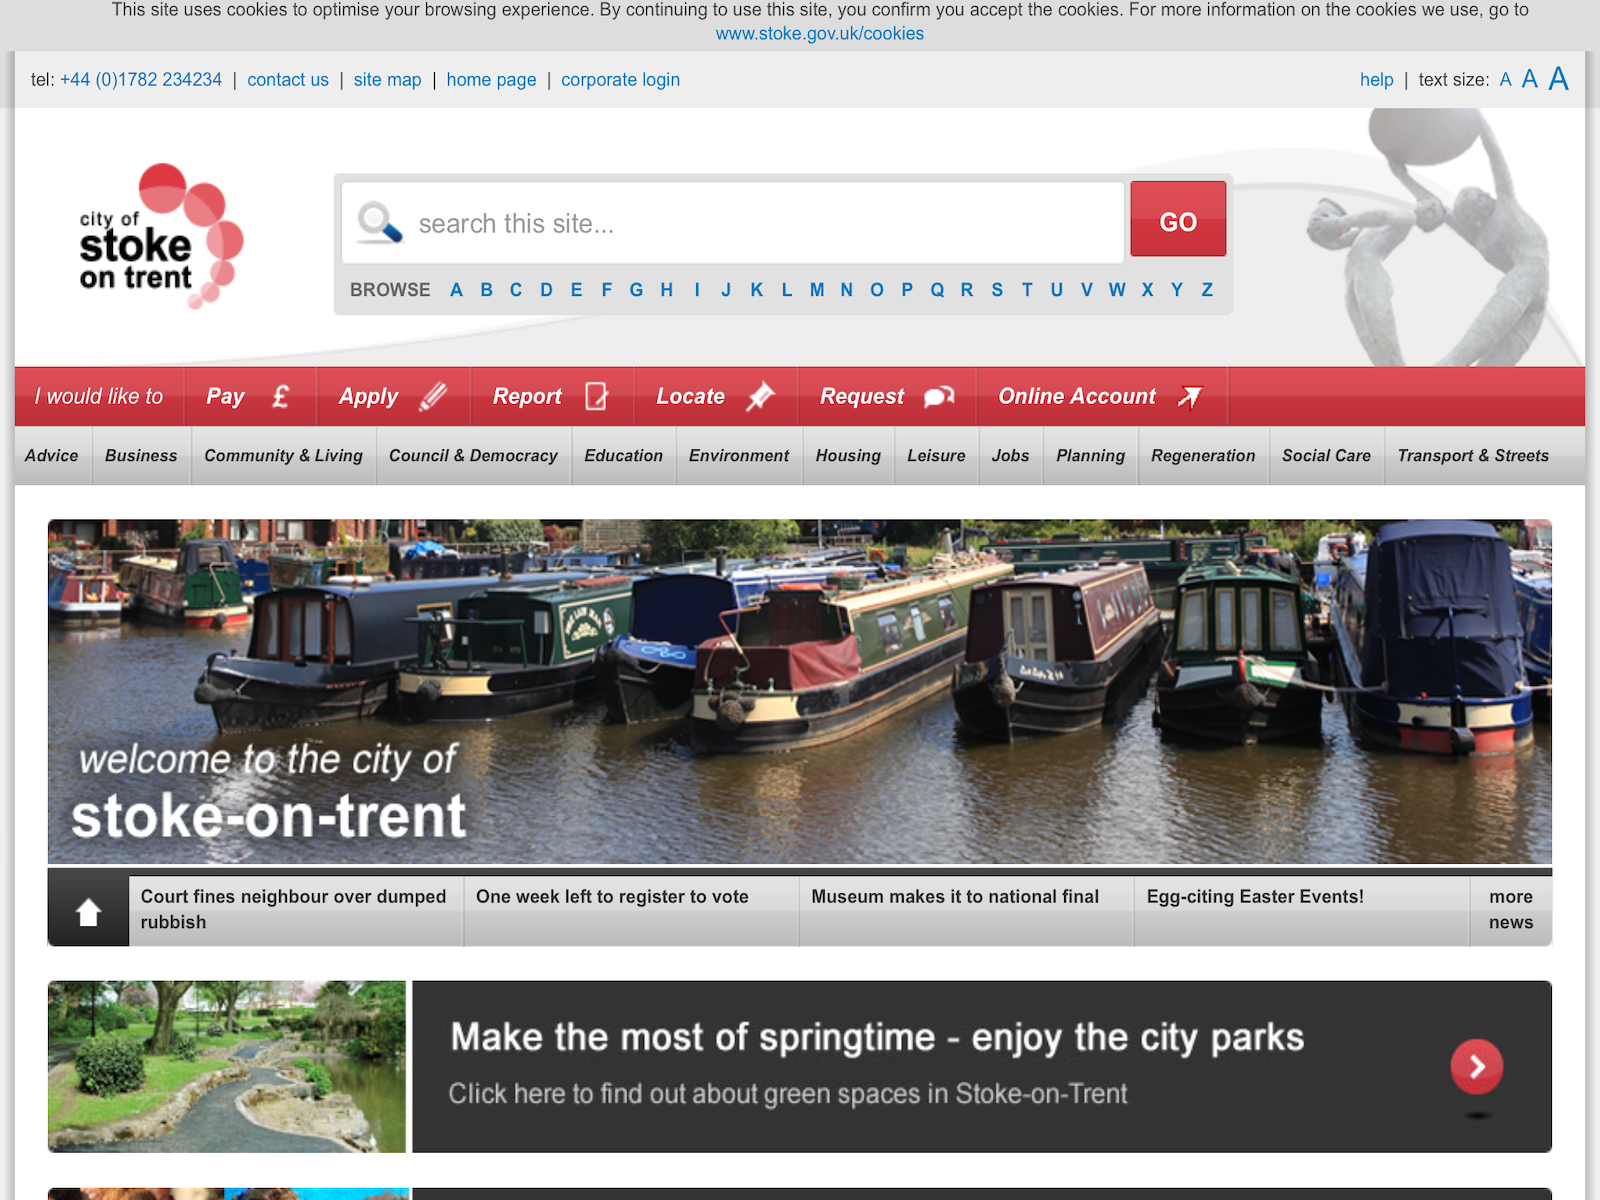 This site uses cookies to optimise your browsing experience. By continuing to use this site, you confirm you accept the cookies. For more information on the cookies we use, go to
www.stoke.gov.uk/cookies
tel: +44 (0)1782 234234 | contact us | site map | home page | corporate login
help | text size: A A A
city of
stoke
on trent
search this site...
GO
BROWSE A B C D E F G H I J K L M N O P Q R S T U V W X Y Z
I would like to Pay £ Apply Report Locate Request Online Account
Advice Business Community & Living Council & Democracy Education Environment Housing Leisure Jobs Planning Regeneration Social Care Transport & Streets
welcome to the city of
stoke-on-trent
Court fines neighbour over dumped
rubbish
One week left to register to vote
Museum makes it to national final
Egg-citing Easter Events!
more
news
Make the most of springtime - enjoy the city parks
Click here to find out about green spaces in Stoke-on-Trent